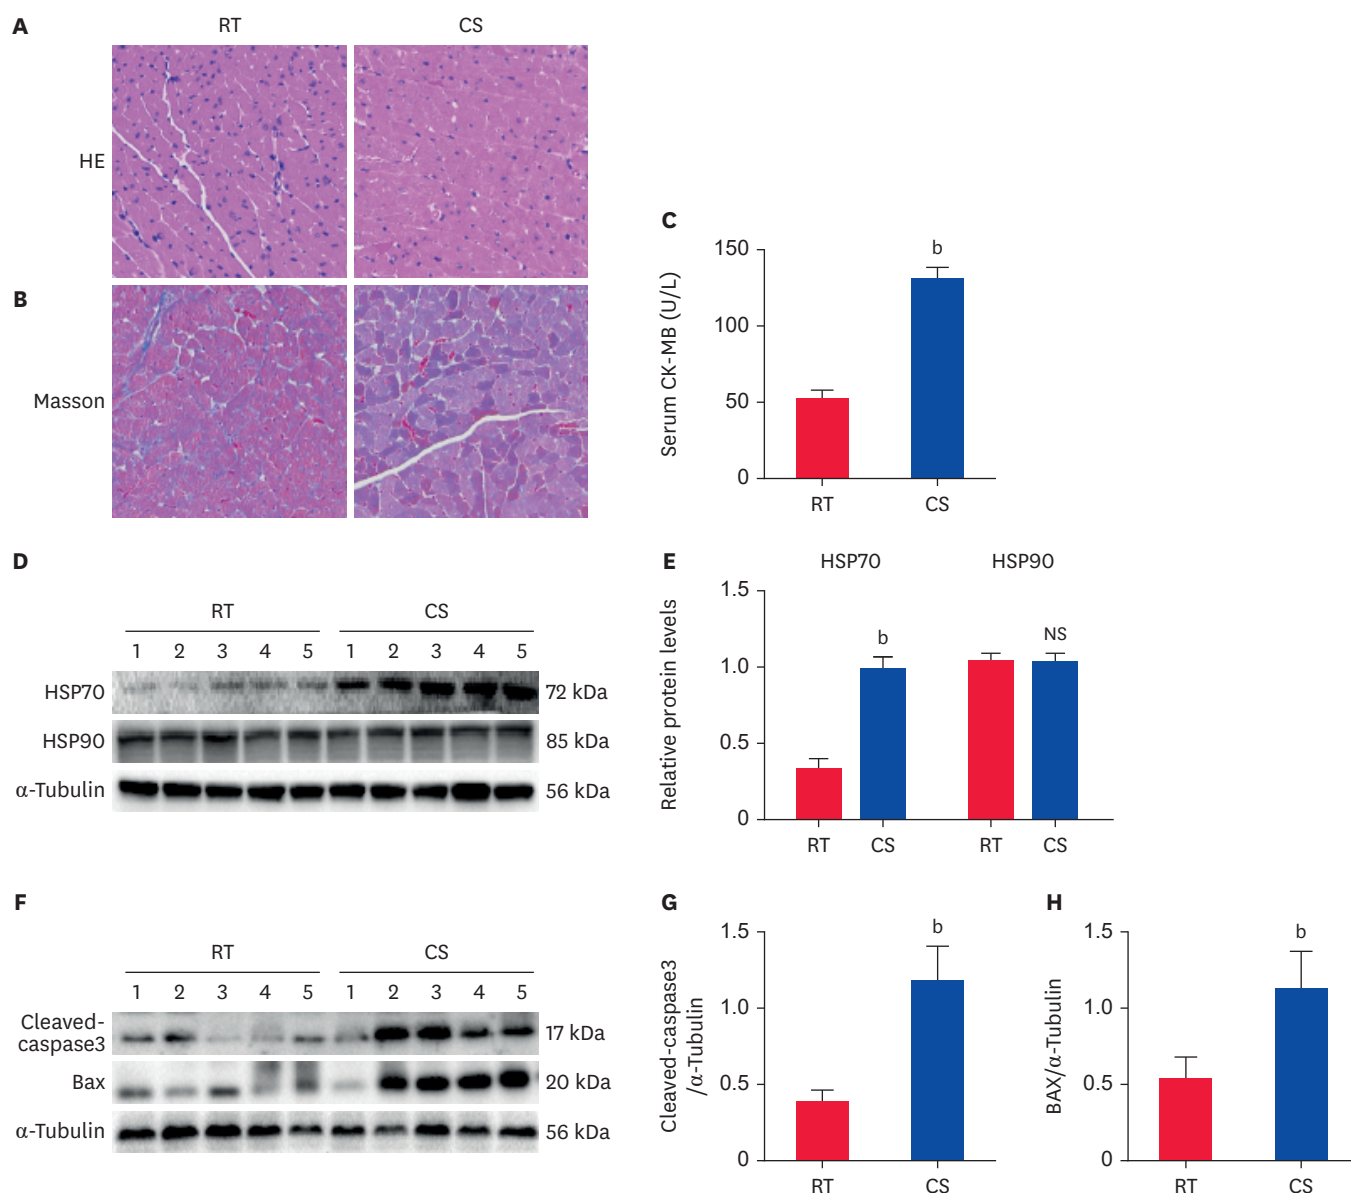 A
RT
CS
HE
B
Masson
C
Serum CK-MB (U/L)
150
100
50
0
b
RT
CS
D
RT
CS
1 2 3 4 5 1 2 3 4 5
HSP70
72 kDa
HSP90
85 kDa
α-Tubulin
56 kDa
E
HSP70
HSP90
Relative protein levels
1.5
1.0
0.5
0
b
NS
RT
CS
RT
CS
F
RT
CS
1 2 3 4 5 1 2 3 4 5
Cleaved-
caspase3
17 kDa
Bax
20 kDa
α-Tubulin
56 kDa
G
Cleaved-caspase3
/α-Tubulin
1.5
1.0
0.5
0
b
RT
CS
H
BAX/α-Tubulin
1.5
1.0
0.5
0
b
RT
CS